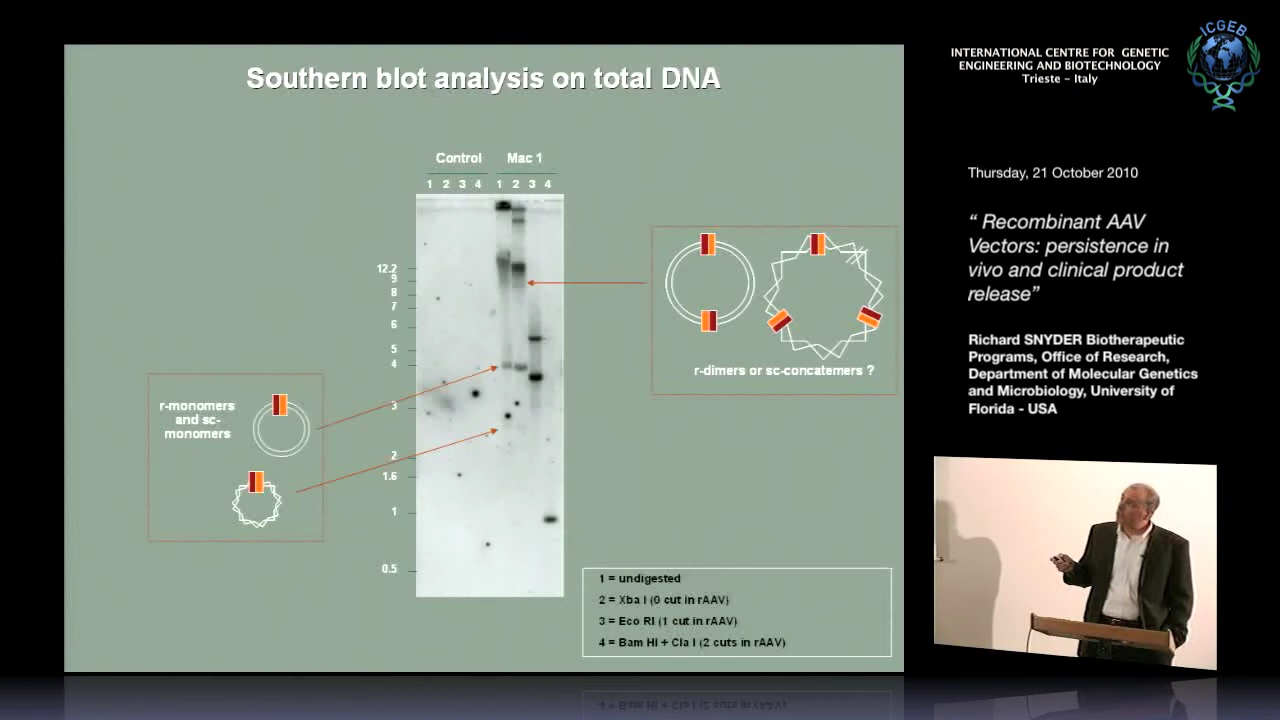 Southern blot analysis on total DNA
Control
Mac 1
1 2 3 4 1 2 3 4
12.2
9
8
7
6
5
4
3
2
1.6
1
0.5
r-monomers
and sc-
monomers
r-dimers or sc-concatemers ?
1 = undigested
2 = Xba I (0 cut in rAAV)
3 = Eco RI (1 cut in rAAV)
4 = Bam HI + Cla I (2 cuts in rAAV)
INTERNATIONAL CENTRE FOR GENETIC
ENGINEERING AND BIOTECHNOLOGY
Trieste - Italy
ICGEB
Thursday, 21 October 2010
“ Recombinant AAV
Vectors: persistence in
vivo and clinical product
release”
Richard SNYDER Biotherapeutic
Programs, Office of Research,
Department of Molecular Genetics
and Microbiology, University of
Florida - USA